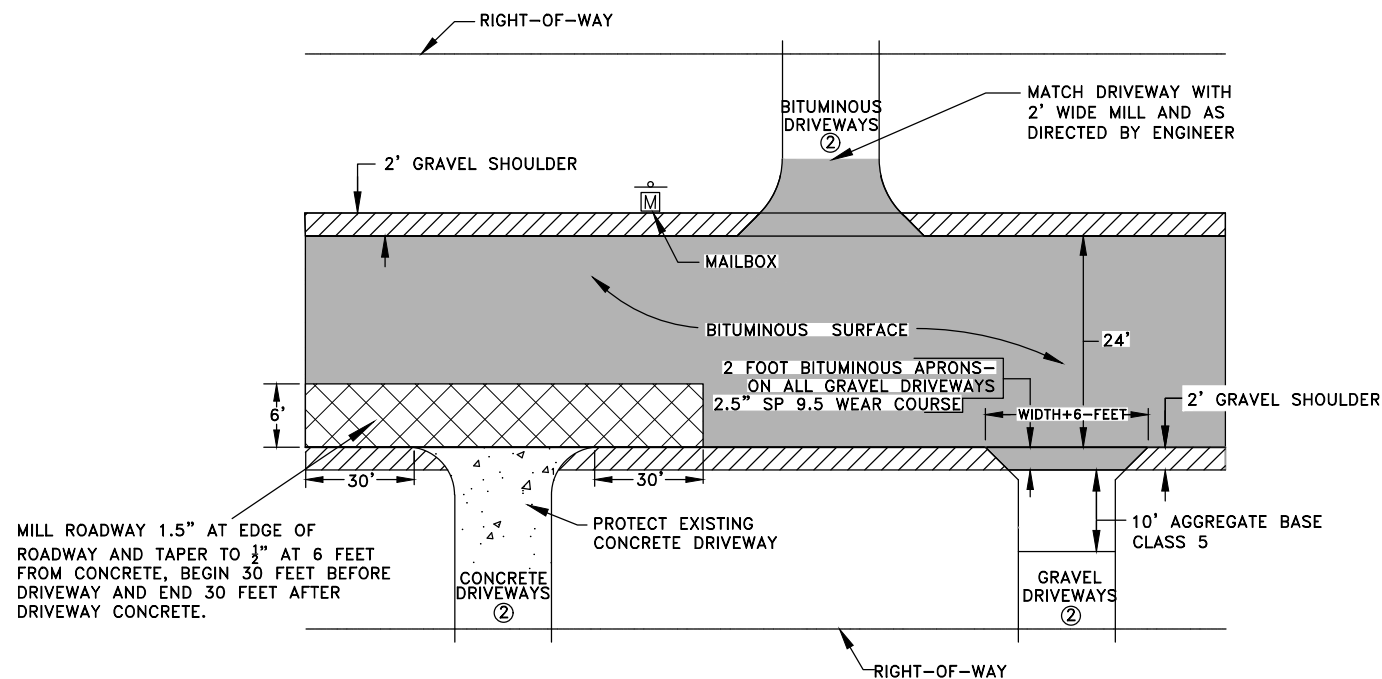 RIGHT-OF-WAY
BITUMINOUS
DRIVEWAYS
②
MATCH DRIVEWAY WITH
2' WIDE MILL AND AS
DIRECTED BY ENGINEER
2' GRAVEL SHOULDER
M
MAILBOX
BITUMINOUS SURFACE
24'
2 FOOT BITUMINOUS APRONS-
ON ALL GRAVEL DRIVEWAYS
2.5" SP 9.5 WEAR COURSE
6'
WIDTH+6-FEET
2' GRAVEL SHOULDER
30'
30'
MILL ROADWAY 1.5" AT EDGE OF
ROADWAY AND TAPER TO ½" AT 6 FEET
FROM CONCRETE, BEGIN 30 FEET BEFORE
DRIVEWAY AND END 30 FEET AFTER
DRIVEWAY CONCRETE.
PROTECT EXISTING
CONCRETE DRIVEWAY
10' AGGREGATE BASE
CLASS 5
CONCRETE
DRIVEWAYS
②
GRAVEL
DRIVEWAYS
②
RIGHT-OF-WAY